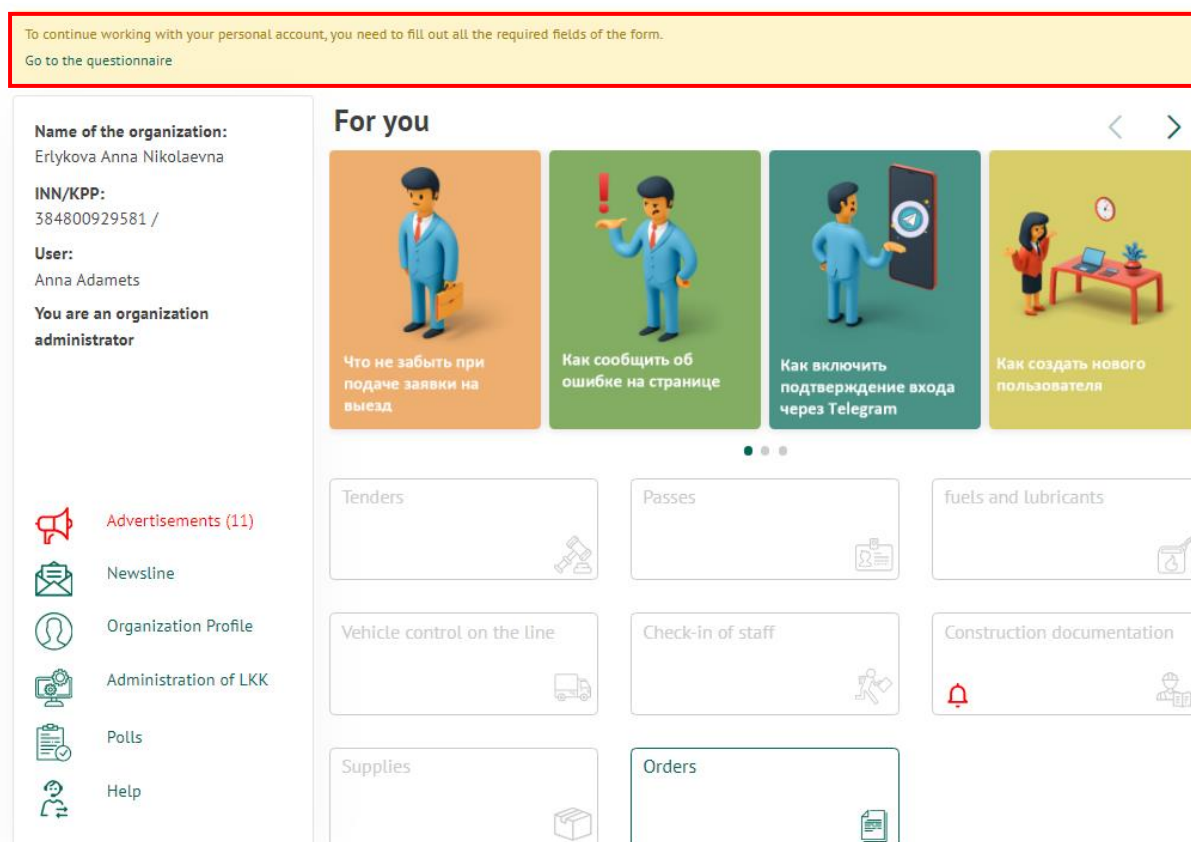 To continue working with your personal account, you need to fill out all the required fields of the form.
Go to the questionnaire
Name of the organization:
Erlykova Anna Nikolaevna
INN/KPP:
384800929581 /
User:
Anna Adamets
You are an organization
administrator
Advertisements (11)
Newsline
Organization Profile
Administration of LKK
Polls
Help
For you
Что не забыть при
подаче заявки на
выезд
Как сообщить об
ошибке на странице
Как включить
подтверждение входа
через Telegram
Как создать нового
пользователя
Tenders
Passes
fuels and lubricants
Vehicle control on the line
Check-in of staff
Construction documentation
Supplies
Orders